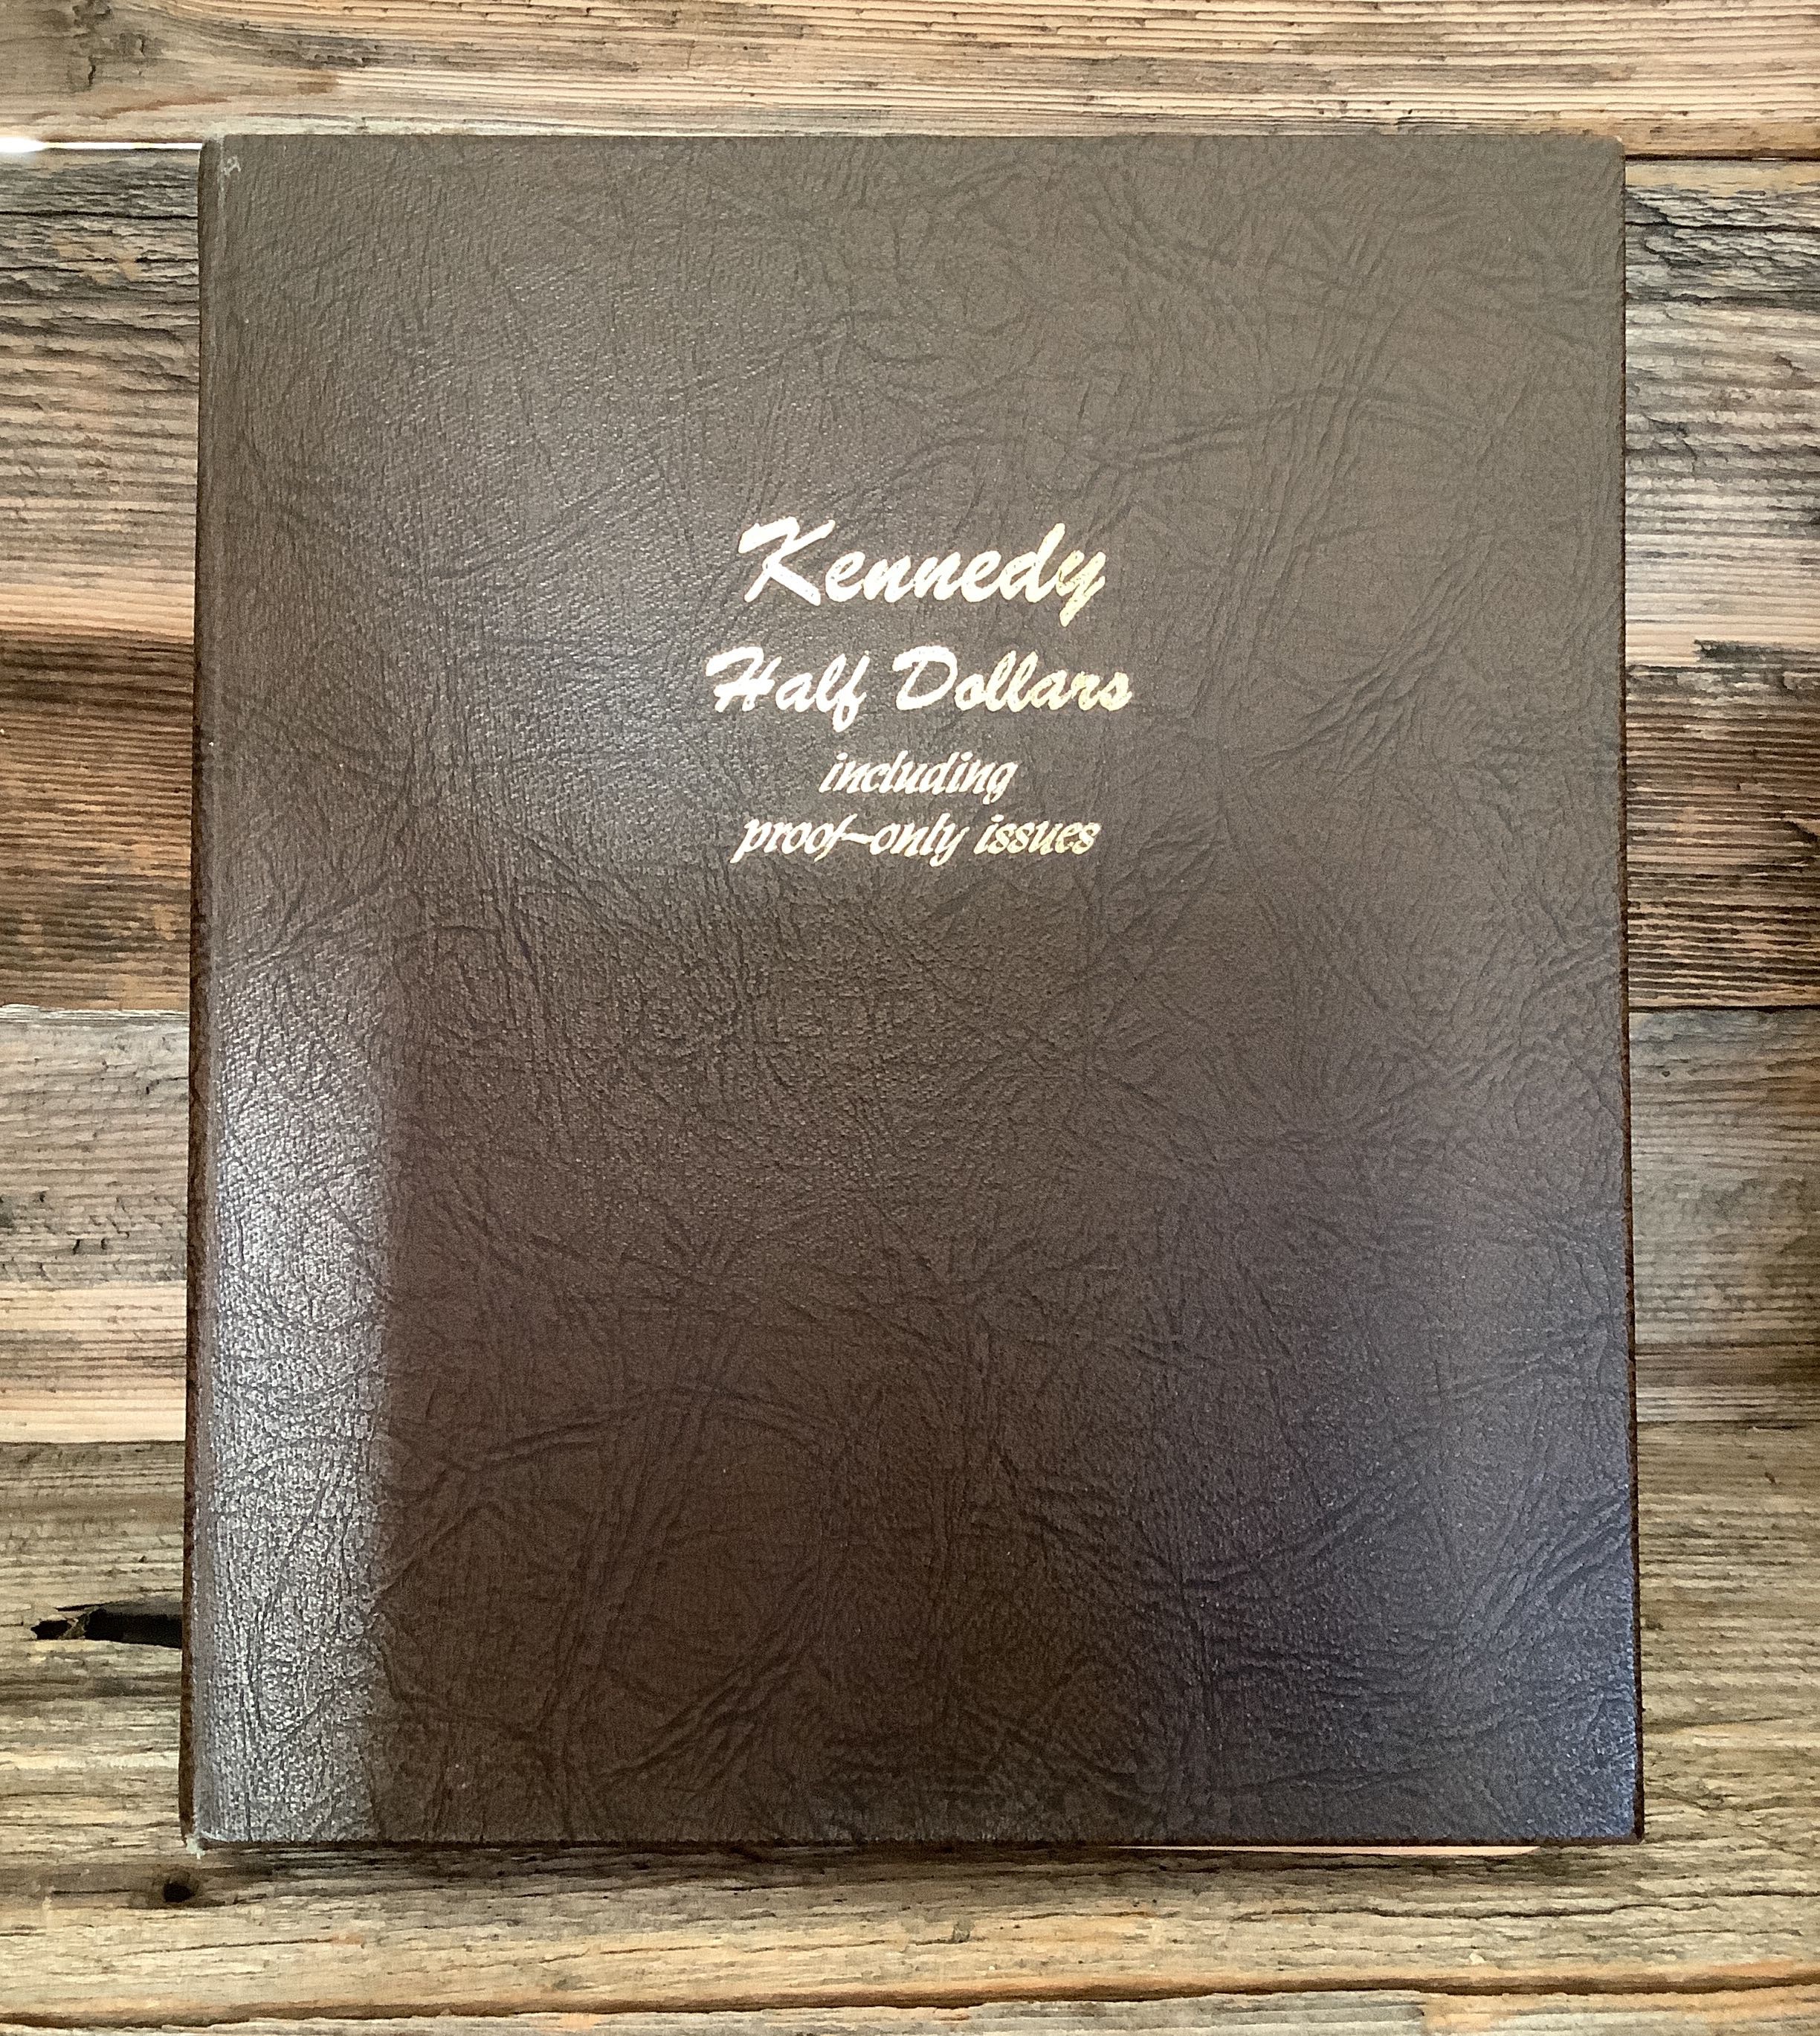 Kennedy
Half Dollars
including
proof-only issues